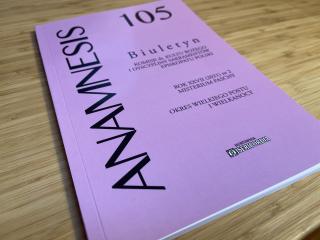 ANAMNESIS
105
Biuletyn
KOMISJI ds. KULTU BOŻEGO
I DYSCYPLINY SAKRAMENTÓW
EPISKOPATU POLSKI
ROK XXVII (2021) nr 2
MISTERIUM PASCHY
OKRES WIELKIEGO POSTU
I WIELKANOCY